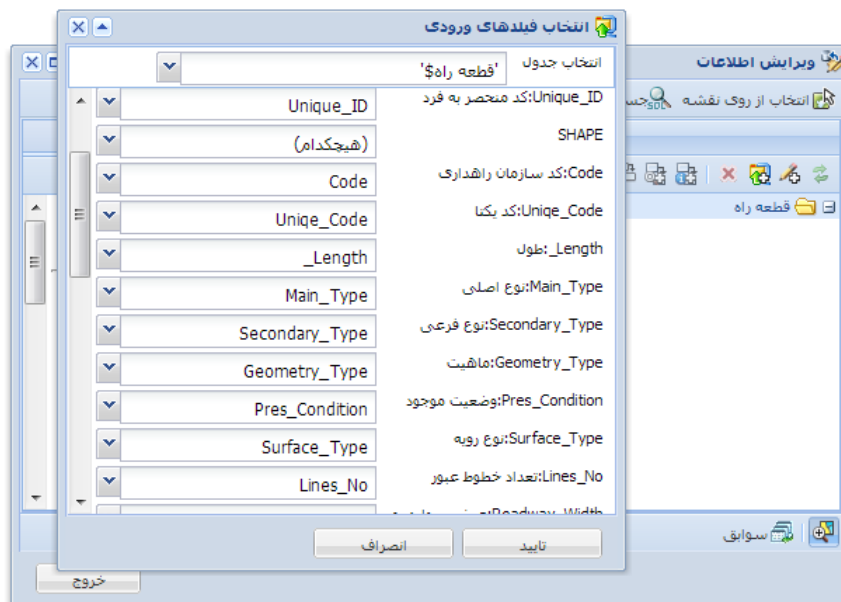 انتخاب فیلدهای ورودی
انتخاب جدول
'قطعه راه$'
Unique_ID:کد منحصر به فرد
Unique_ID
SHAPE
(هیچکدام)
Code:کد سازمان راهداری
Code
Uniqe_Code:کد یکتا
Uniqe_Code
_Length:طول
_Length
Main_Type:نوع اصلی
Main_Type
Secondary_Type:نوع فرعی
Secondary_Type
Geometry_Type:ماهیت
Geometry_Type
Pres_Condition:وضعیت موجود
Pres_Condition
Surface_Type:نوع رویه
Surface_Type
Lines_No:تعداد خطوط عبور
Lines_No
تایید
انصراف
ویرایش اطلاعات
انتخاب از روی نقشه
قطعه راه
سوابق
خروج